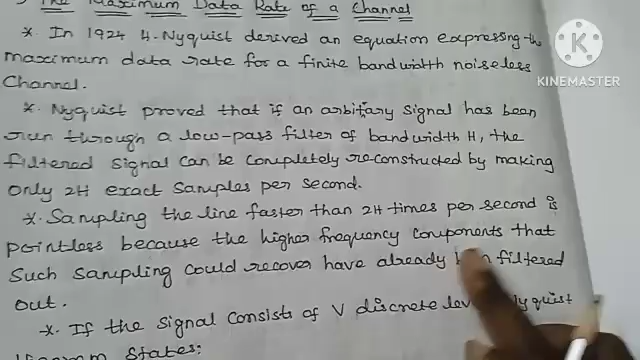 The Maximum Data Rate of a Channel
* In 1924 H-Nyquist derived an equation expressing the
maximum data rate for a finite bandwidth noiseless
Channel.
* Nyquist proved that if an arbitary signal has been
run through a low-pass filter of bandwidth H, the
filtered signal can be completely reconstructed by making
only 2H exact samples per second.
* Sampling the line faster than 2H times per second is
pointless because the higher frequency components that
such sampling could recover have already been filtered
out.
* If the signal consists of V discrete levels, Nyquist
states:
KINEMASTER